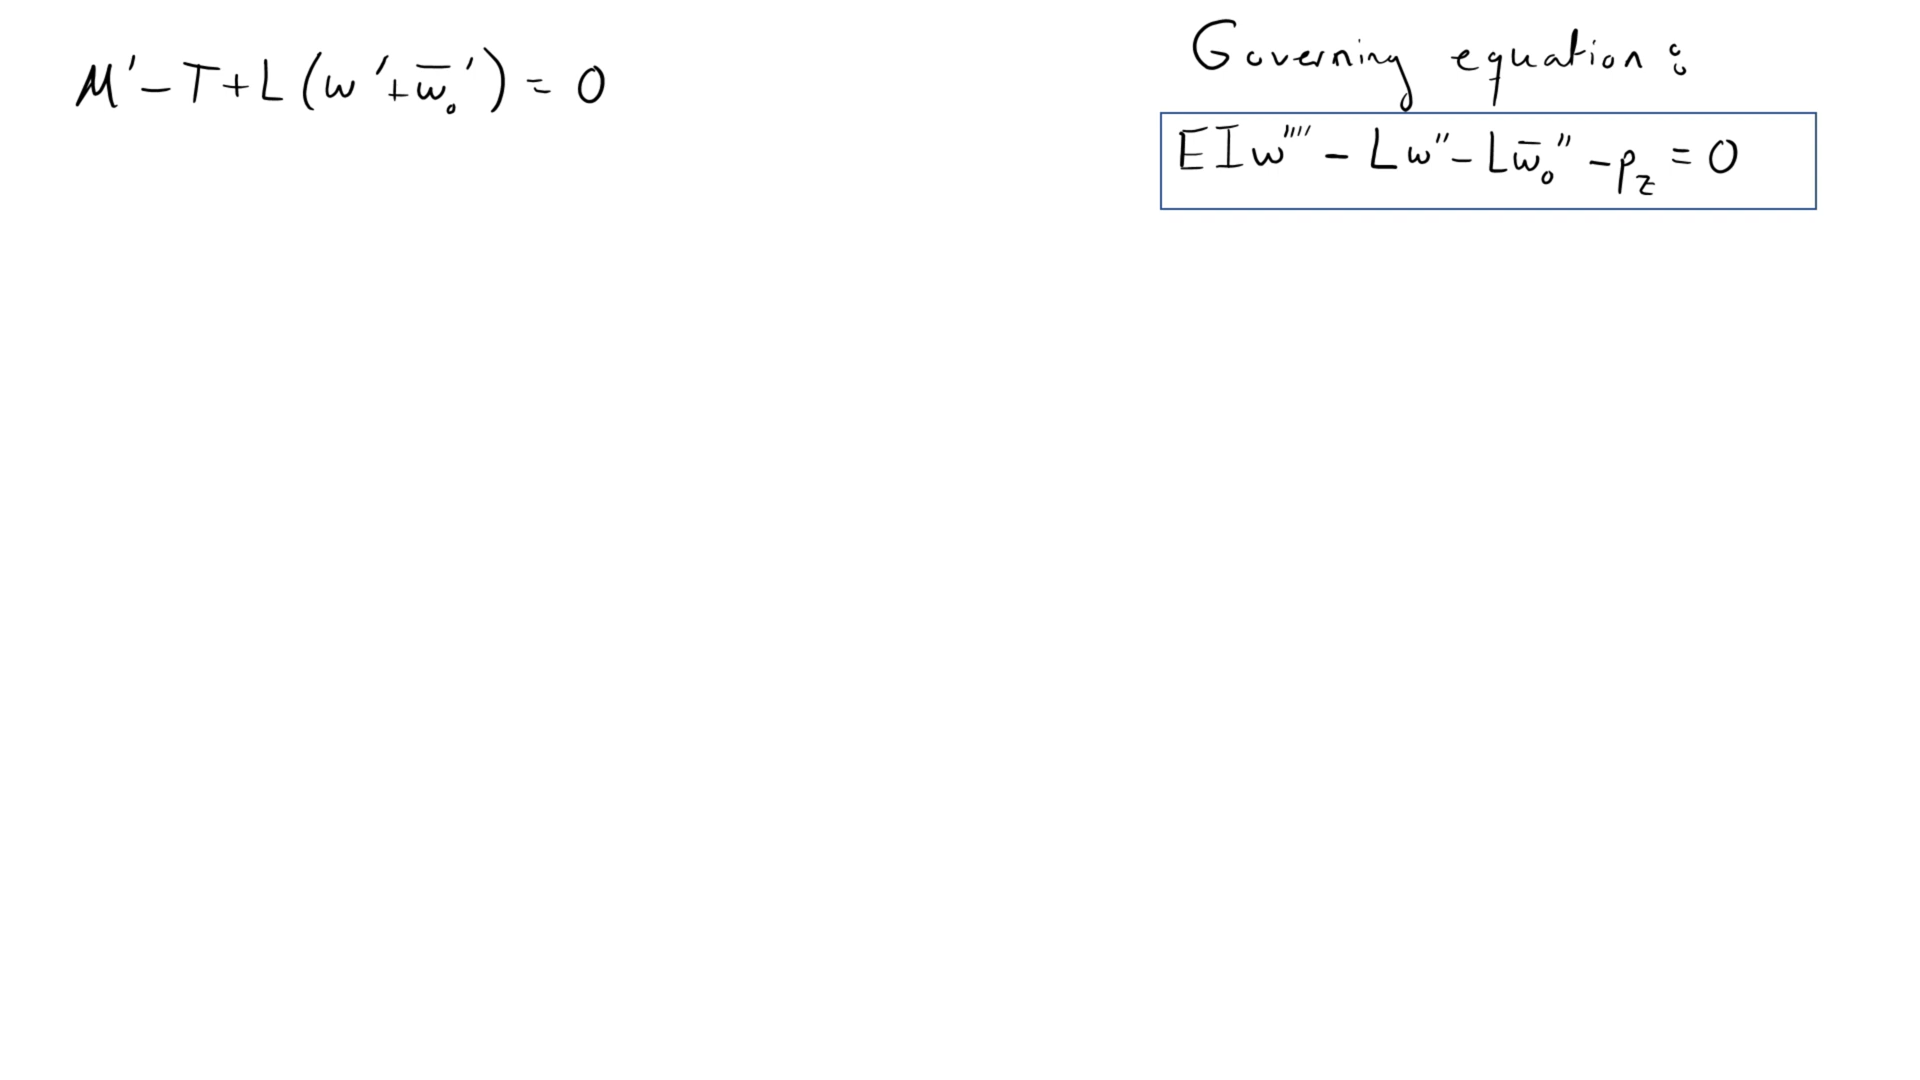 M′ − T + L (w′ + w̄₀′) = 0
Governing equation :
EIw′′′′ − Lw′′ − Lw̄₀′′ − p_z = 0